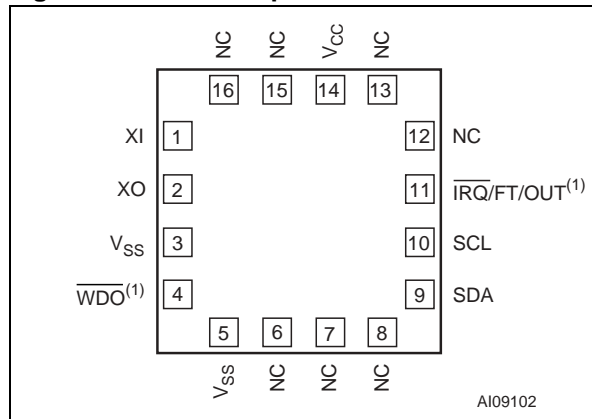 NC NC VCC NC
16 15 14 13
XI 1 12 NC
XO 2 11 IRQ/FT/OUT(1)
VSS 3 10 SCL
WDO(1) 4 9 SDA
5 6 7 8
VSS NC NC NC
AI09102